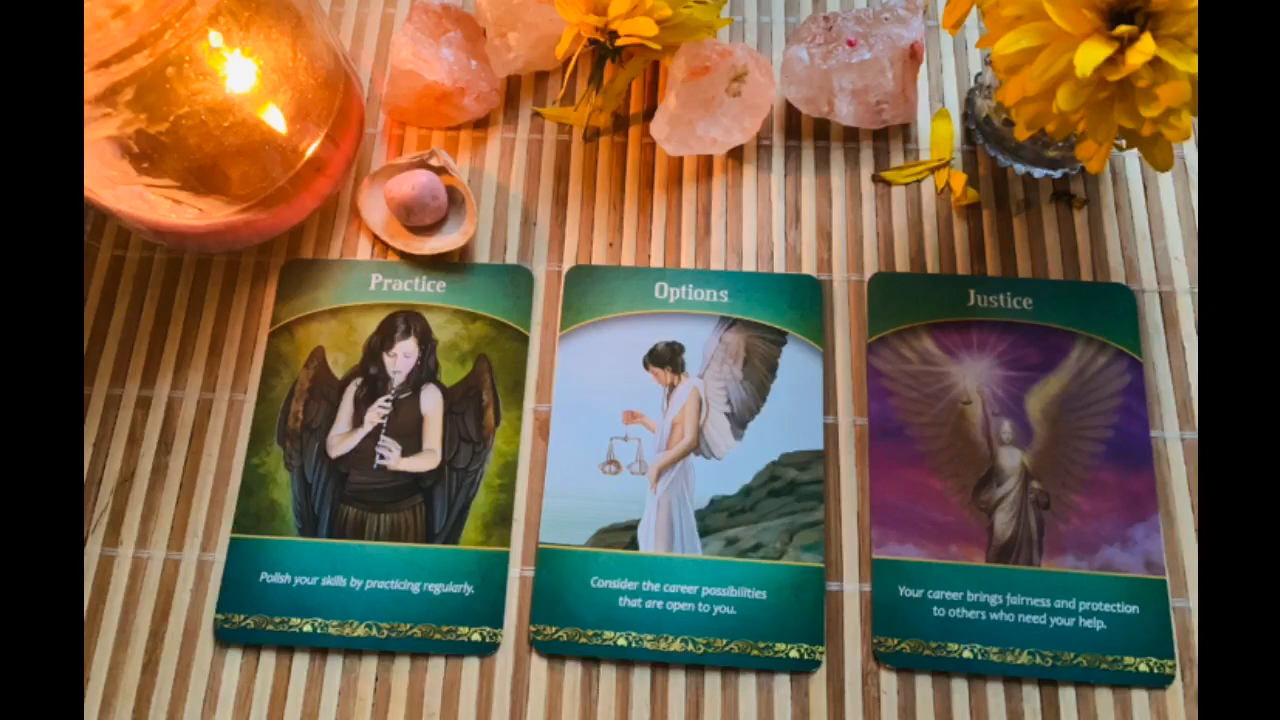 Practice
Polish your skills by practicing regularly.
Options
Consider the career possibilities
that are open to you.
Justice
Your career brings fairness and protection
to others who need your help.